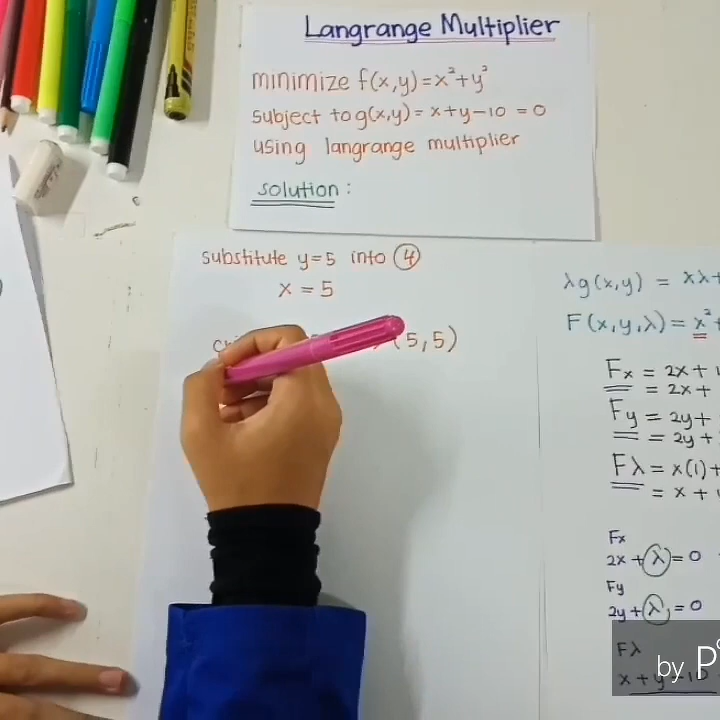 Langrange Multiplier
minimize f(x,y)=x²+y²
subject to g(x,y) = x+y-10 = 0
using langrange multiplier
solution :
substitute y=5 into ④
x = 5
(5,5)
λg(x,y) = xλ+
F(x,y,λ) = x²+
Fx = 2x +
= 2x +
Fy = 2y +
= 2y +
Fλ = x(1)+
= x +
Fx
2x + λ = 0
Fy
2y + λ = 0
Fλ
x + y - 10
by P